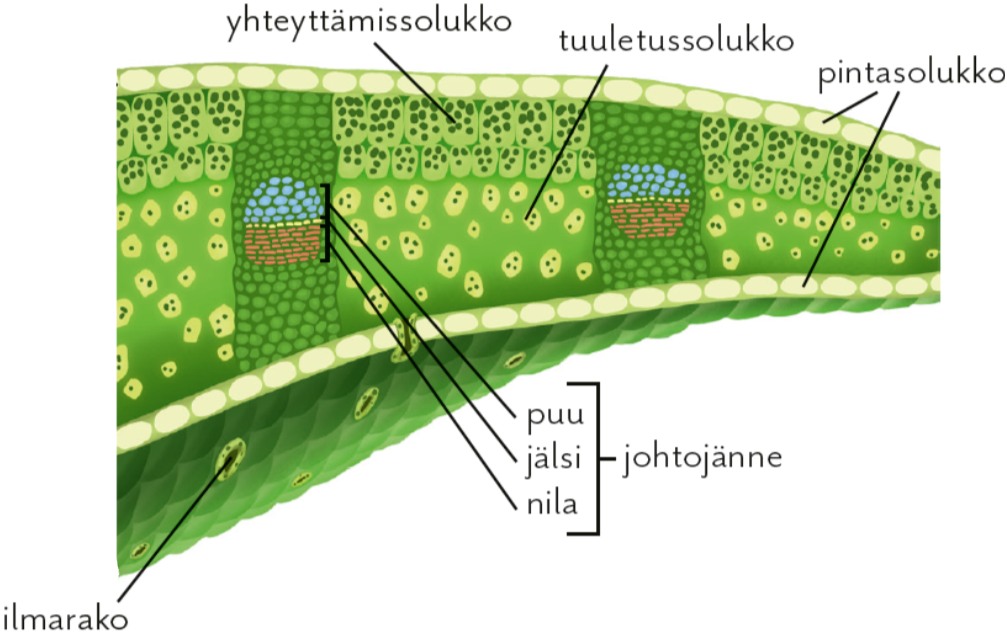 yhteyttämissolukko
tuuletussolukko
pintasolukko
puu
jälsi
johtojänne
nila
ilmarako